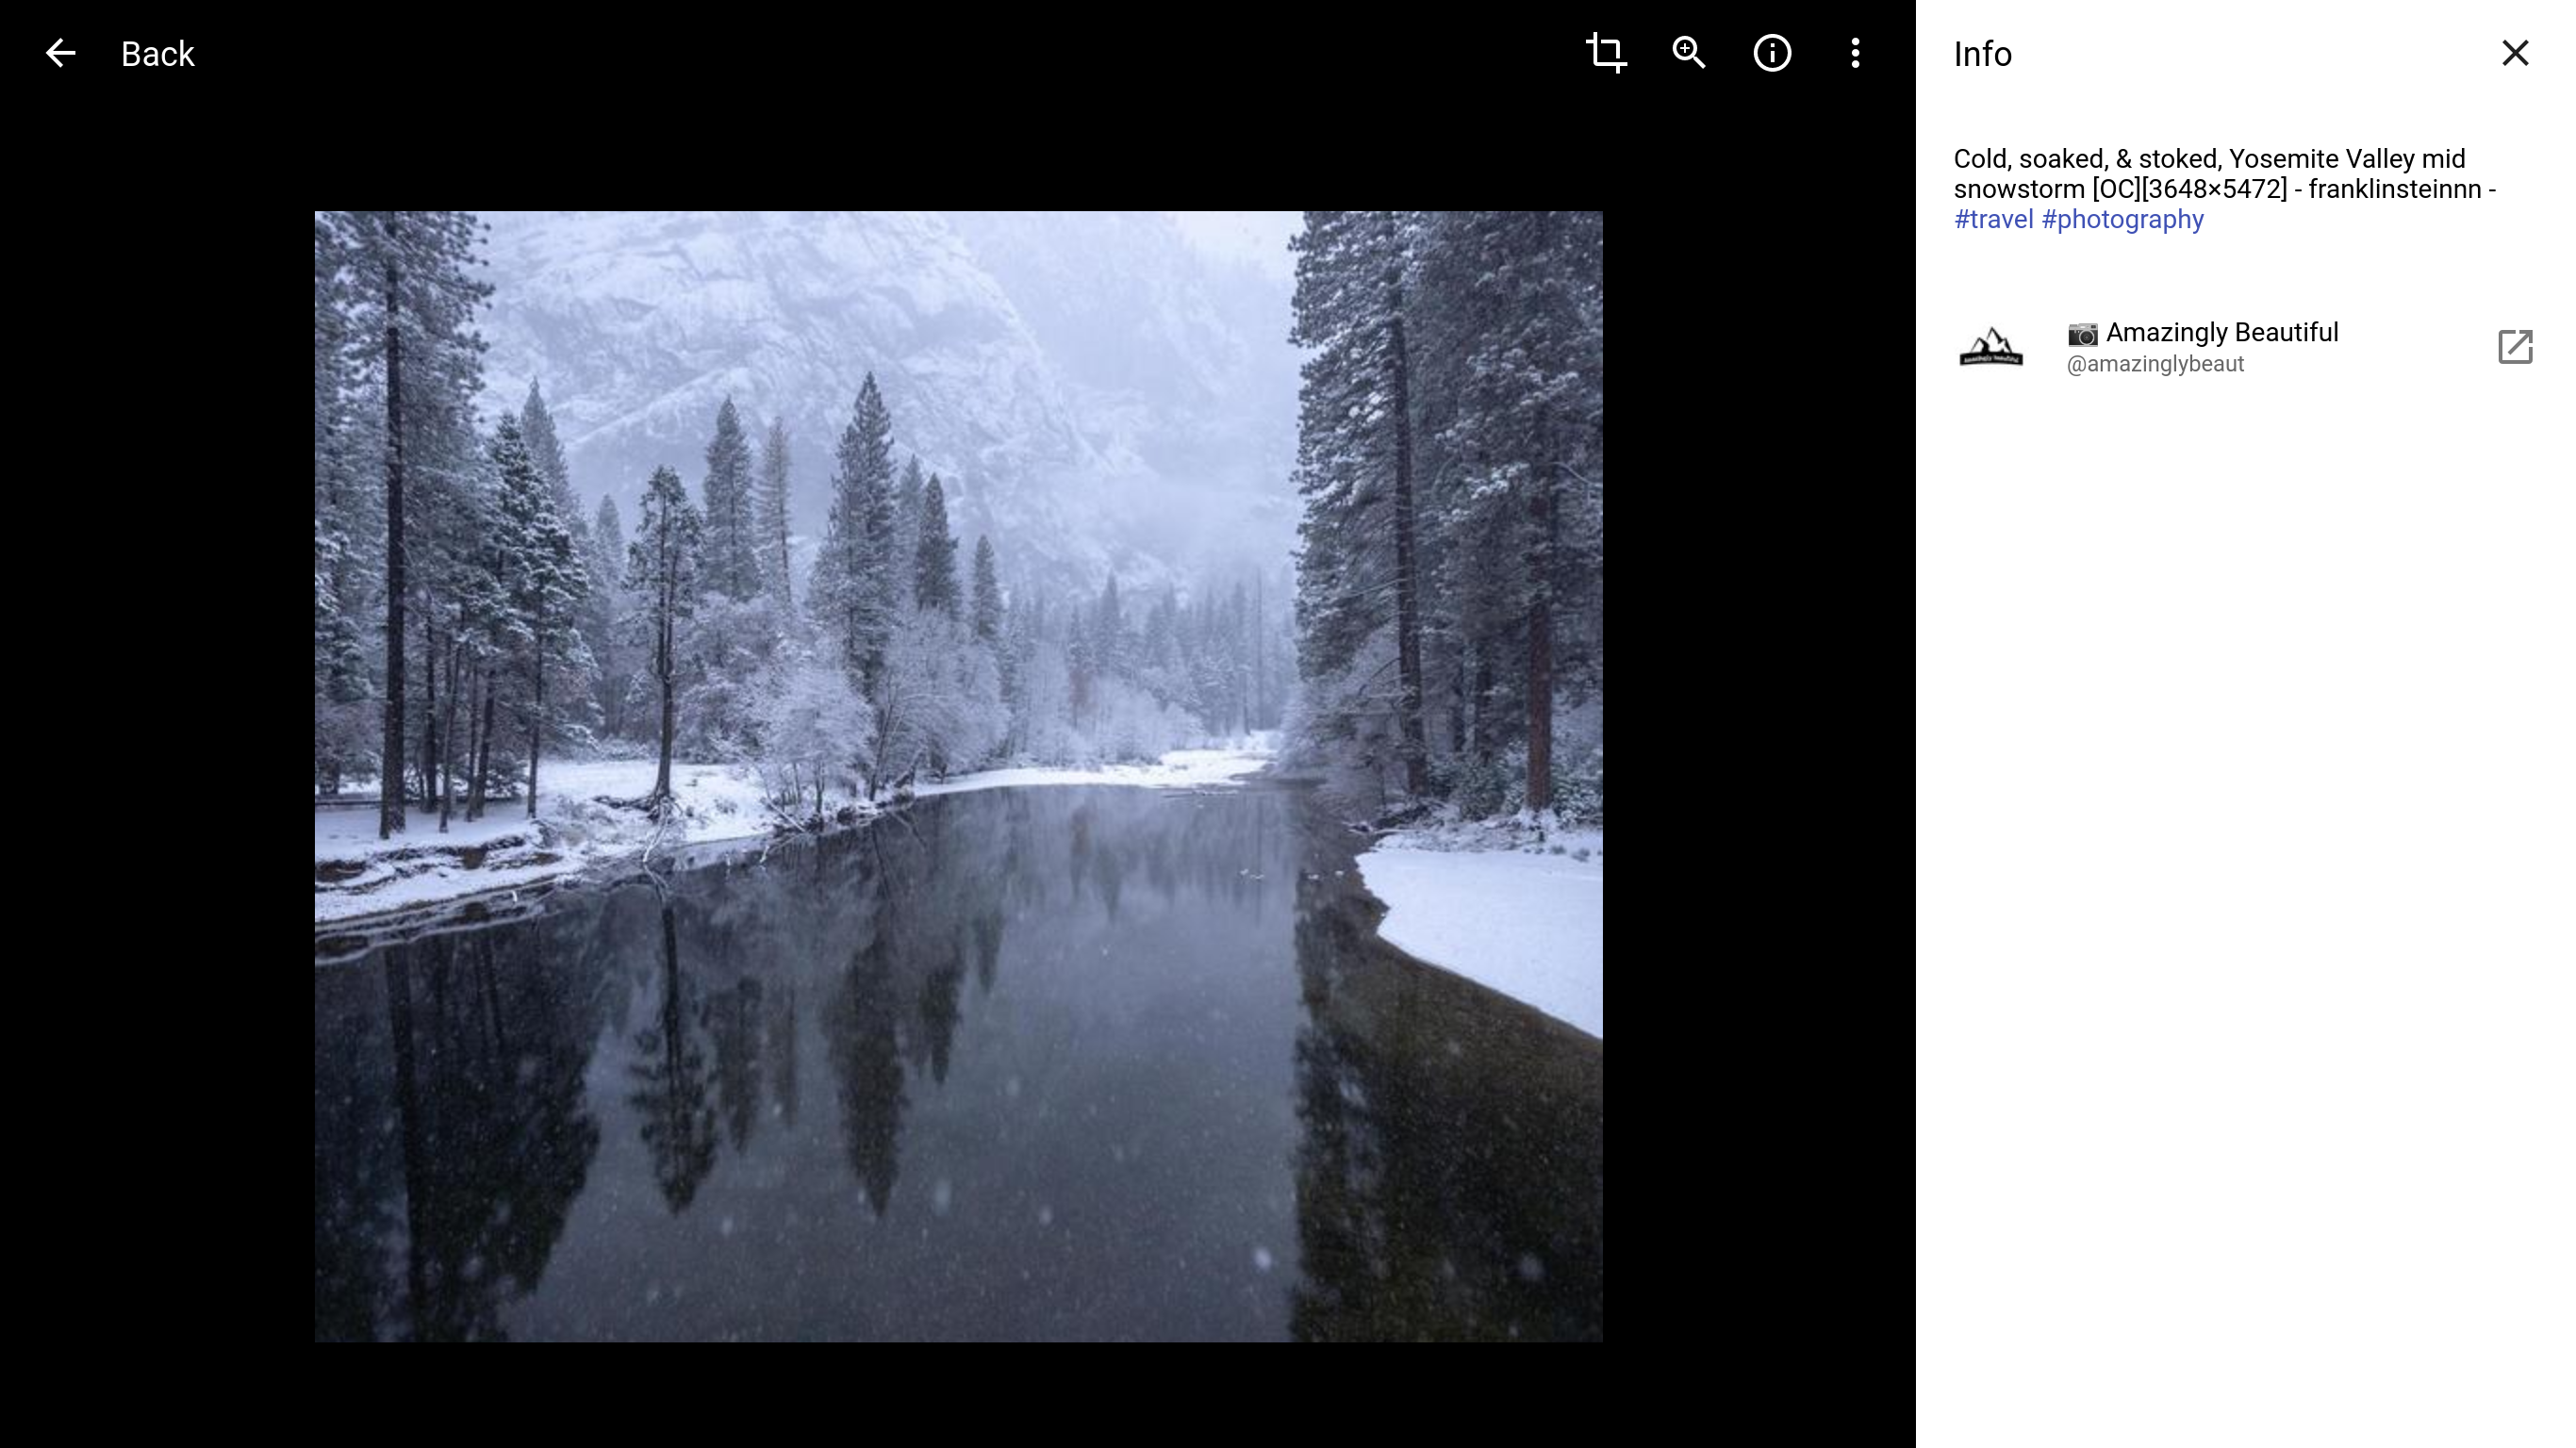 Back
Info
Cold, soaked, & stoked, Yosemite Valley mid
snowstorm [OC][3648×5472] - franklinsteinnn -
#travel #photography
Amazingly Beautiful
@amazinglybeaut